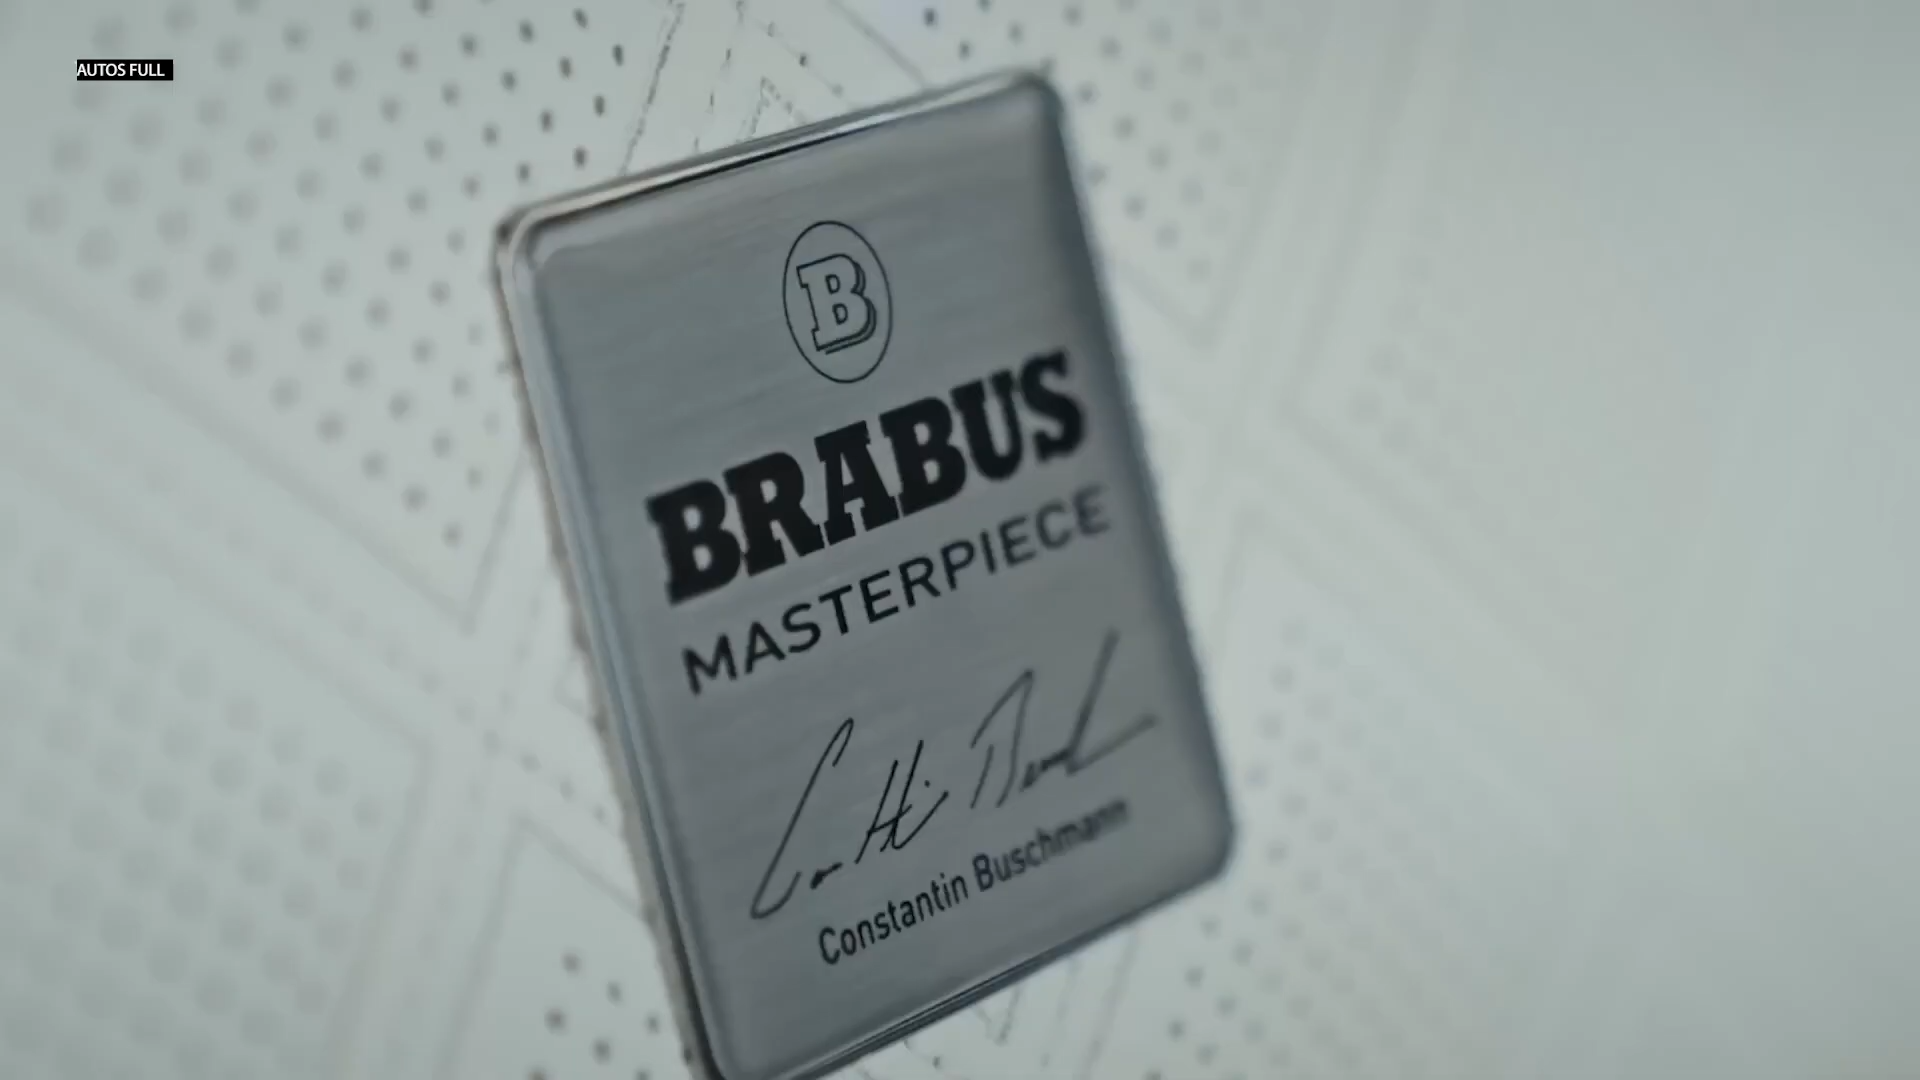 AUTOS FULL
B
BRABUS
MASTERPIECE
Constantin Buschmann